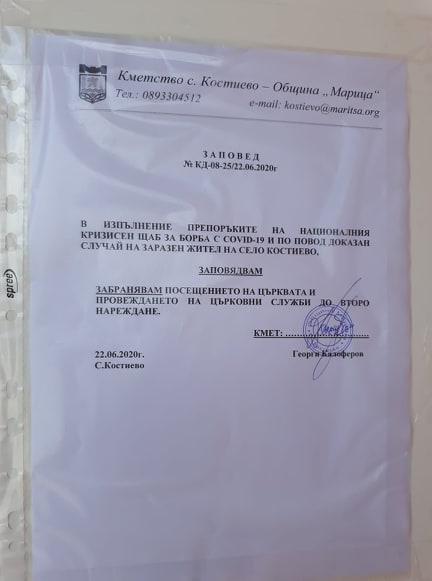 Кметство с. Костиево – Община „Марица“
Тел.: 0893304512
e-mail: kostievo@maritsa.org
З А П О В Е Д
№ КД-08-25/22.06.2020г
В ИЗПЪЛНЕНИЕ ПРЕПОРЪКИТЕ НА НАЦИОНАЛНИЯ
КРИЗИСЕН ЩАБ ЗА БОРБА С COVID-19 И ПО ПОВОД ДОКАЗАН
СЛУЧАЙ НА ЗАРАЗЕН ЖИТЕЛ НА СЕЛО КОСТИЕВО,
ЗАПОВЯДВАМ
ЗАБРАНЯВАМ ПОСЕЩЕНИЕТО НА ЦЪРКВАТА И
ПРОВЕЖДАНЕТО НА ЦЪРКОВНИ СЛУЖБИ ДО ВТОРО
НАРЕЖДАНЕ.
КМЕТ: ……………………
22.06.2020г.
Георги Калоферов
С.Костиево
spree